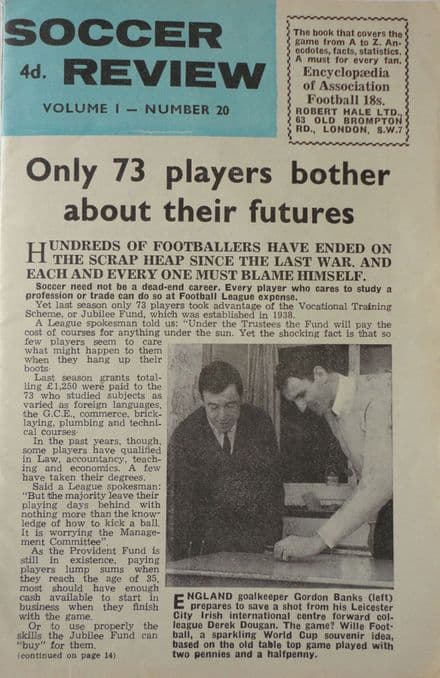 SOCCER
4d. REVIEW
VOLUME I — NUMBER 20
The book that covers the
game from A to Z. An-
ecdotes, facts, statistics.
A must for every fan.
Encyclopædia
of Association
Football 18s.
ROBERT HALE LTD.,
63 OLD BROMPTON
RD., LONDON, S.W.7
Only 73 players bother
about their futures
HUNDREDS OF FOOTBALLERS HAVE ENDED ON
THE SCRAP HEAP SINCE THE LAST WAR. AND
EACH AND EVERY ONE MUST BLAME HIMSELF.
Soccer need not be a dead-end career. Every player who cares to study a
profession or trade can do so at Football League expense.
Yet last season only 73 players took advantage of the Vocational Training
Scheme, or Jubilee Fund, which was established in 1938.
A League spokesman told us: "Under the Trustees the Fund will pay the
cost of courses for anything under the sun. Yet the shocking fact is that so
few players seem to care
what might happen to them
when they hang up their
boots.
Last season grants total-
ling £1,250 were paid to the
73 who studied subjects as
varied as foreign languages,
the G.C.E., commerce, brick-
laying, plumbing and techni-
cal courses.
In the past years, though,
some players have qualified
in Law, accountancy, teach-
ing and economics. A few
have taken their degrees.
Said a League spokesman:
"But the majority leave their
playing days behind with
nothing more than the know-
ledge of how to kick a ball.
It is worrying the Manage-
ment Committee".
As the Provident Fund is
still in existence, paying
players lump sums when
they reach the age of 35,
most should have enough
cash available to start in
business when they finish
with the game.
Or to use properly the
skills the Jubilee Fund can
"buy" for them.
(continued on page 14)
ENGLAND goalkeeper Gordon Banks (left)
prepares to save a shot from his Leicester
City Irish international centre forward col-
league Derek Dougan. The game? Wille Foot-
ball, a sparkling World Cup souvenir idea,
based on the old table top game played with
two pennies and a halfpenny.